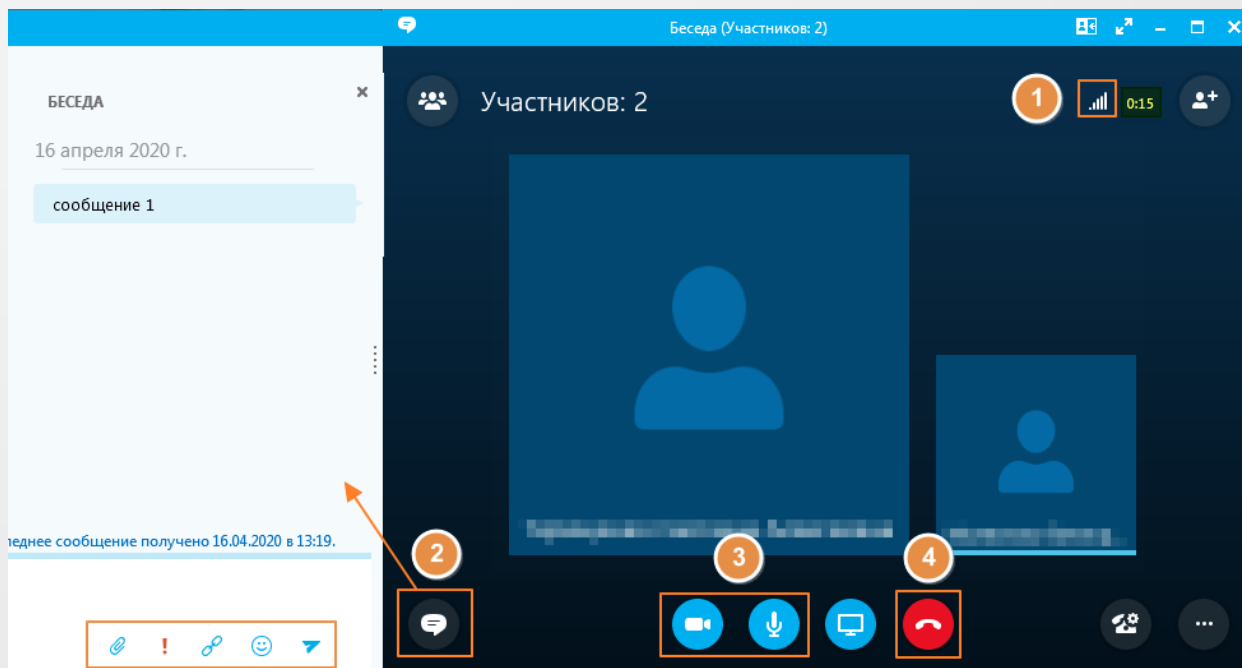 Беседа (Участников: 2)
БЕСЕДА
16 апреля 2020 г.
сообщение 1
Участников: 2
1
0:15
2
3
4
сообщение получено 16.04.2020 в 13:19.